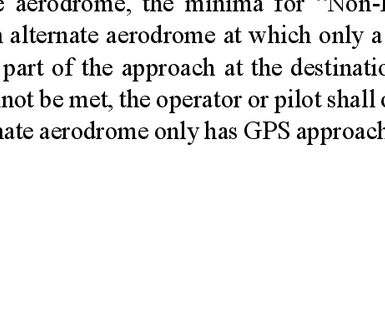 aerodrome, the minima for "Non-
alternate aerodrome at which only a
part of the approach at the destinatio
not be met, the operator or pilot shall
ate aerodrome only has GPS approach